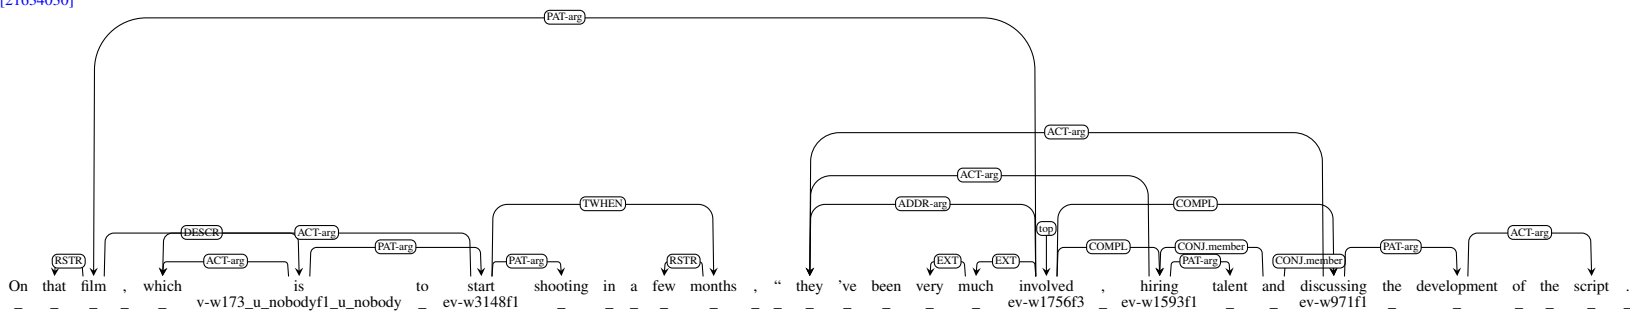 [21654050]
PAT-arg
ACT-arg
ACT-arg
TWHEN ADDR-arg COMPL
DESCR ACT-arg top ACT-arg
PAT-arg COMPL CONJ.member PAT-arg
RSTR ACT-arg PAT-arg RSTR EXT EXT PAT-arg CONJ.member
On that film , which is to start shooting in a few months , “ they ’ve been very much involved , hiring talent and discussing the development of the script .
_ _ _ _ _ v-w173_u_nobodyf1_u_nobody _ ev-w3148f1 _ _ _ _ _ _ _ _ _ _ _ _ ev-w1756f3 _ ev-w1593f1 _ _ ev-w971f1 _ _ _ _ _ _